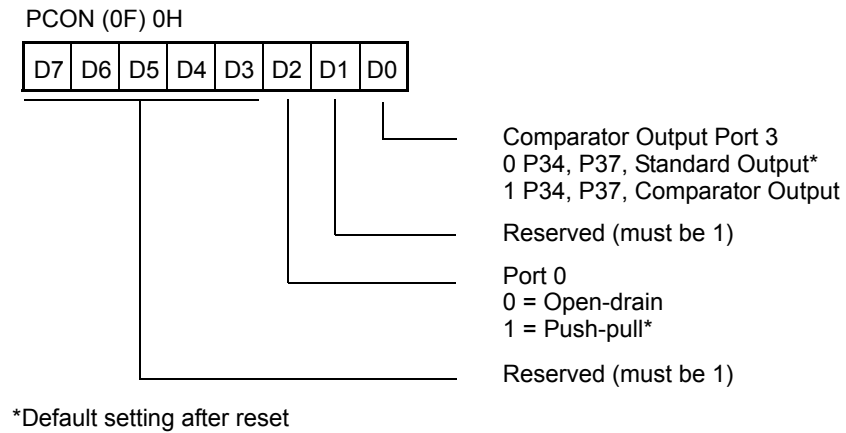 PCON (0F) 0H
D7 D6 D5 D4 D3 D2 D1 D0
Comparator Output Port 3
0 P34, P37, Standard Output*
1 P34, P37, Comparator Output
Reserved (must be 1)
Port 0
0 = Open-drain
1 = Push-pull*
Reserved (must be 1)
*Default setting after reset